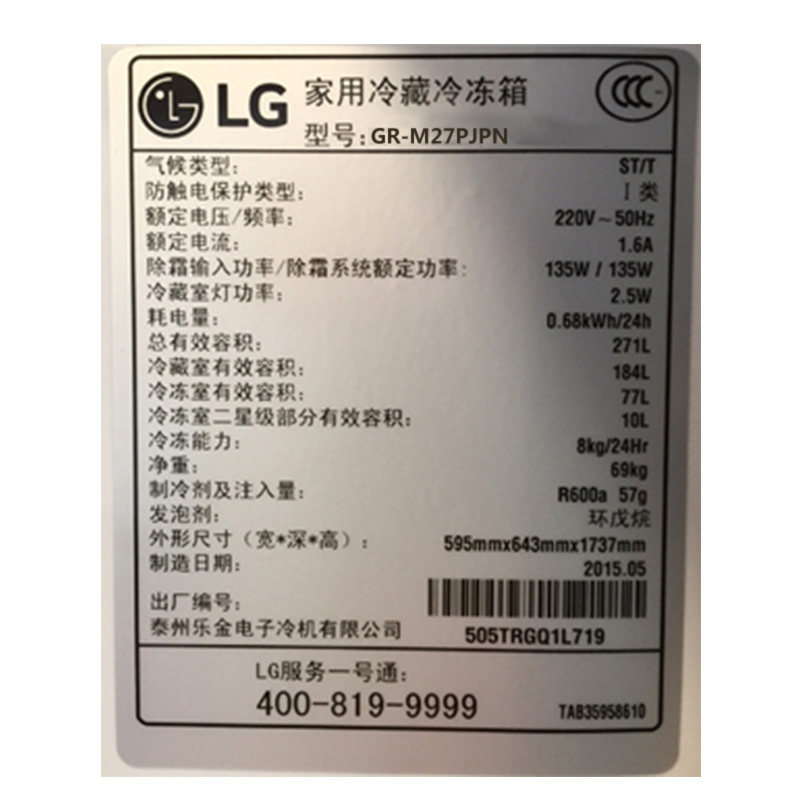 LG 家用冷藏冷冻箱
型号:GR-M27PJPN
气候类型: ST/T
防触电保护类型: I 类
额定电压/频率: 220V～50Hz
额定电流: 1.6A
除霜输入功率/除霜系统额定功率: 135W / 135W
冷藏室灯功率: 2.5W
耗电量: 0.68kWh/24h
总有效容积: 271L
冷藏室有效容积: 184L
冷冻室有效容积: 77L
冷冻室二星级部分有效容积: 10L
冷冻能力: 8kg/24Hr
净重: 69kg
制冷剂及注入量: R600a 57g
发泡剂: 环戊烷
外形尺寸（宽*深*高）: 595mmx643mmx1737mm
制造日期: 2015.05
出厂编号:
泰州乐金电子冷机有限公司 505TRGQ1L719
LG服务一号通:
400-819-9999 TAB35958610